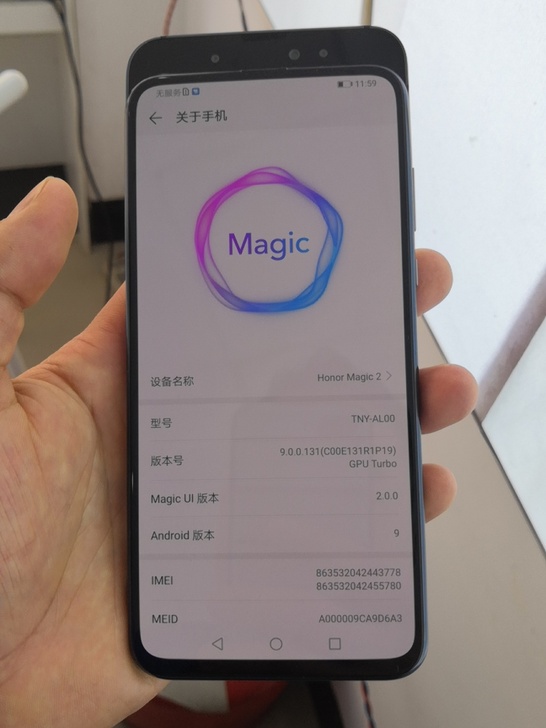 无服务
11:59
关于手机
Magic
设备名称 Honor Magic 2
型号 TNY-AL00
版本号 9.0.0.131(C00E131R1P19)
GPU Turbo
Magic UI 版本 2.0.0
Android 版本 9
IMEI 863532042443778
863532042455780
MEID A000009CA9D6A3